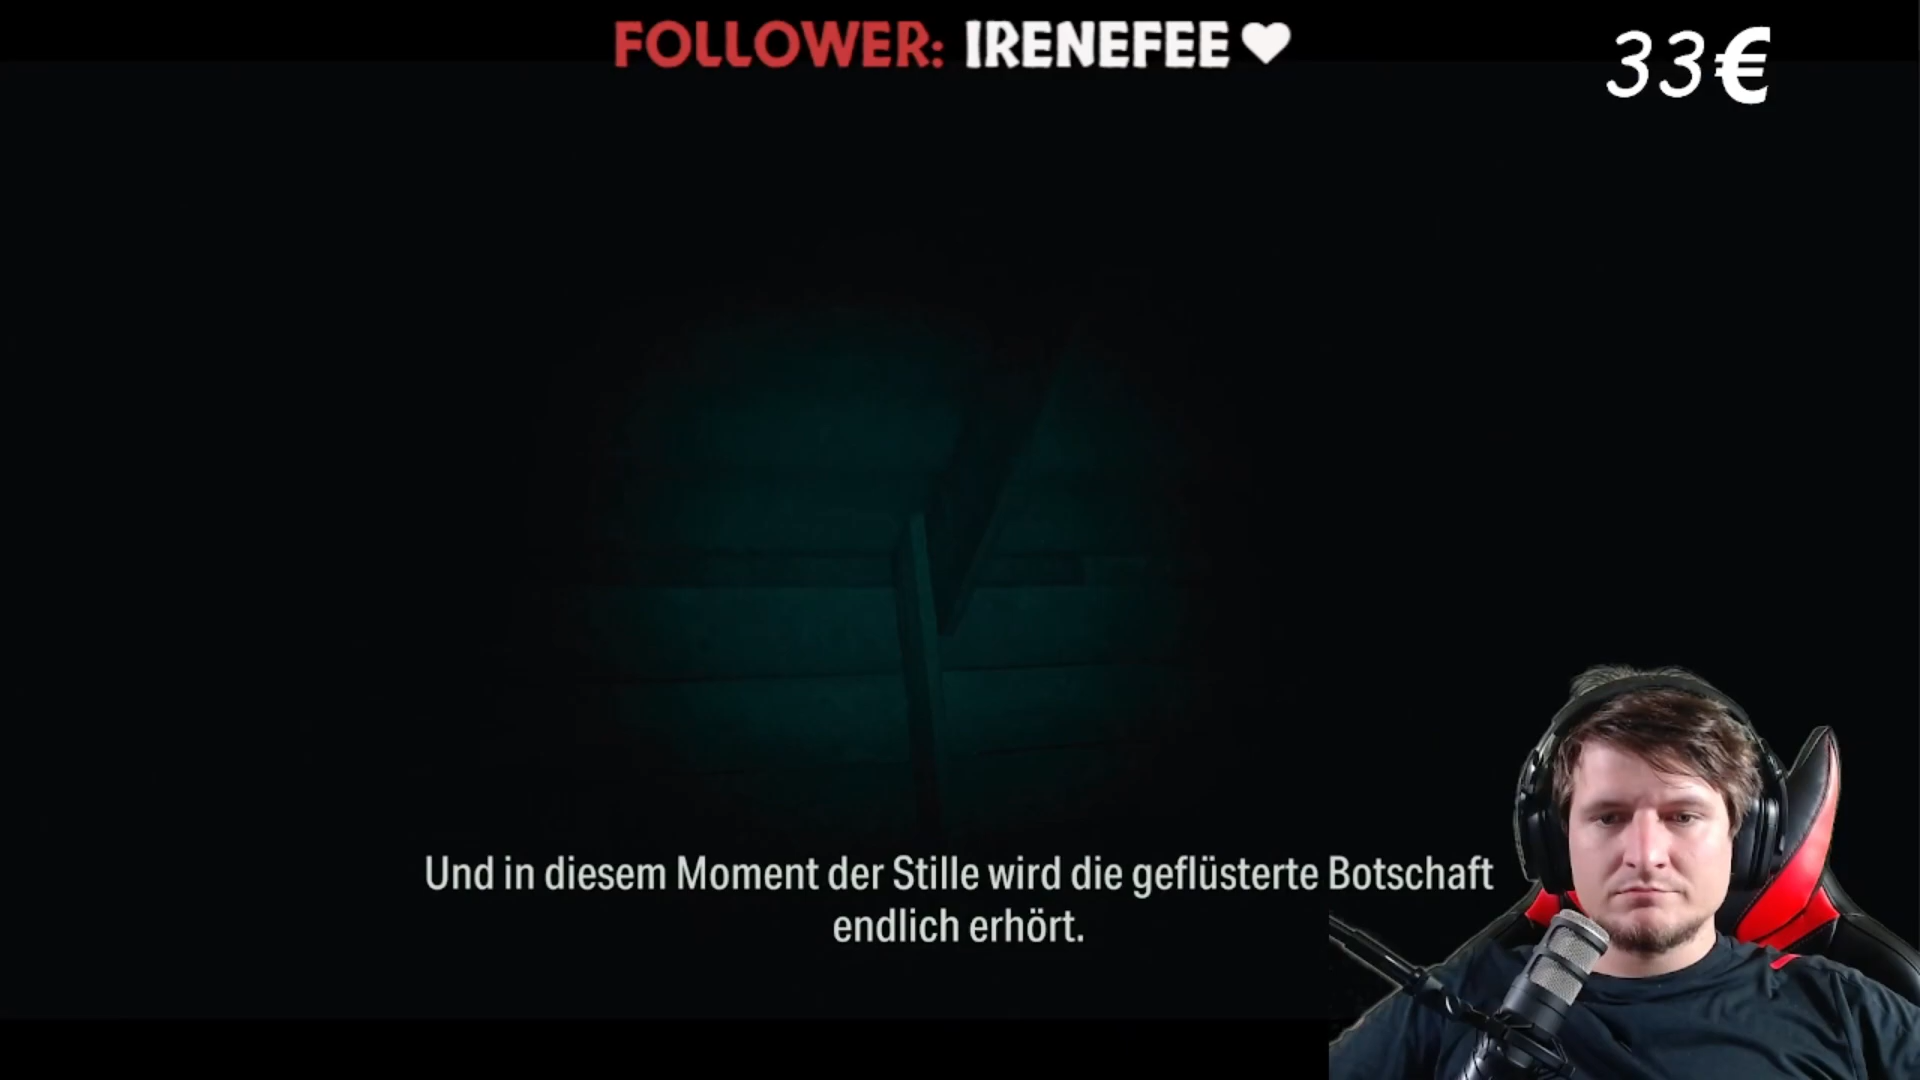 FOLLOWER: IRENEFEE
33€
Und in diesem Moment der Stille wird die geflüsterte Botschaft
endlich erhört.